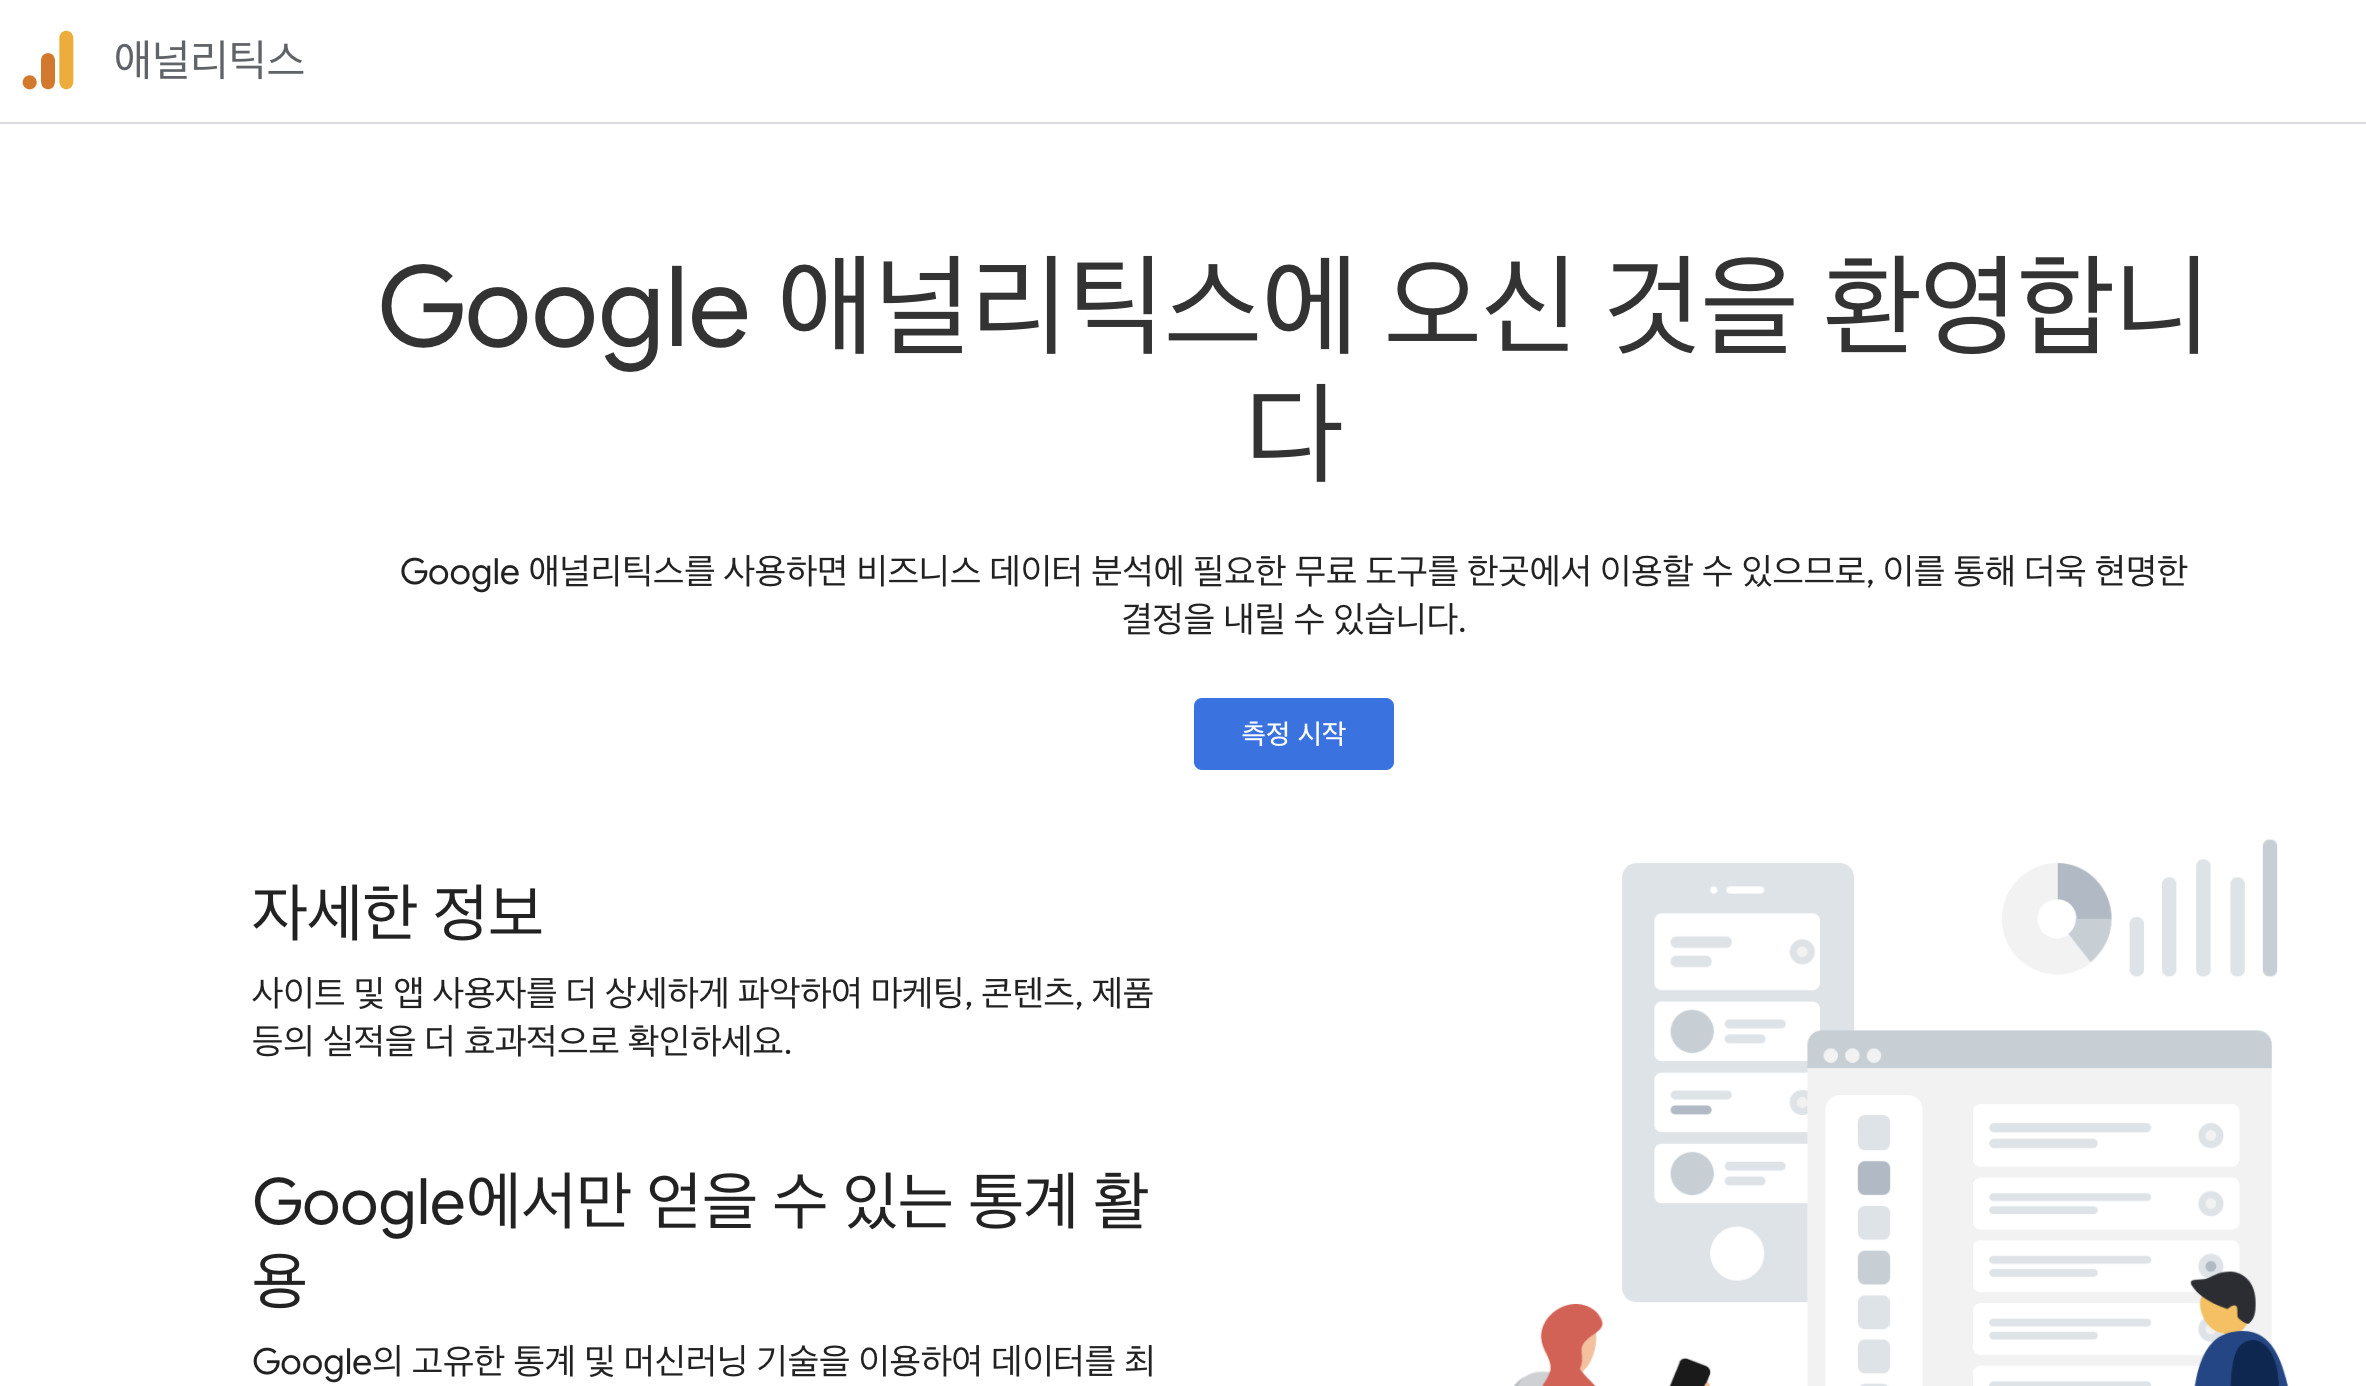 애널리틱스
Google 애널리틱스에 오신 것을 환영합니
다
Google 애널리틱스를 사용하면 비즈니스 데이터 분석에 필요한 무료 도구를 한곳에서 이용할 수 있으므로, 이를 통해 더욱 현명한
결정을 내릴 수 있습니다.
측정 시작
자세한 정보
사이트 및 앱 사용자를 더 상세하게 파악하여 마케팅, 콘텐츠, 제품
등의 실적을 더 효과적으로 확인하세요.
Google에서만 얻을 수 있는 통계 활
용
Google의 고유한 통계 및 머신러닝 기술을 이용하여 데이터를 최